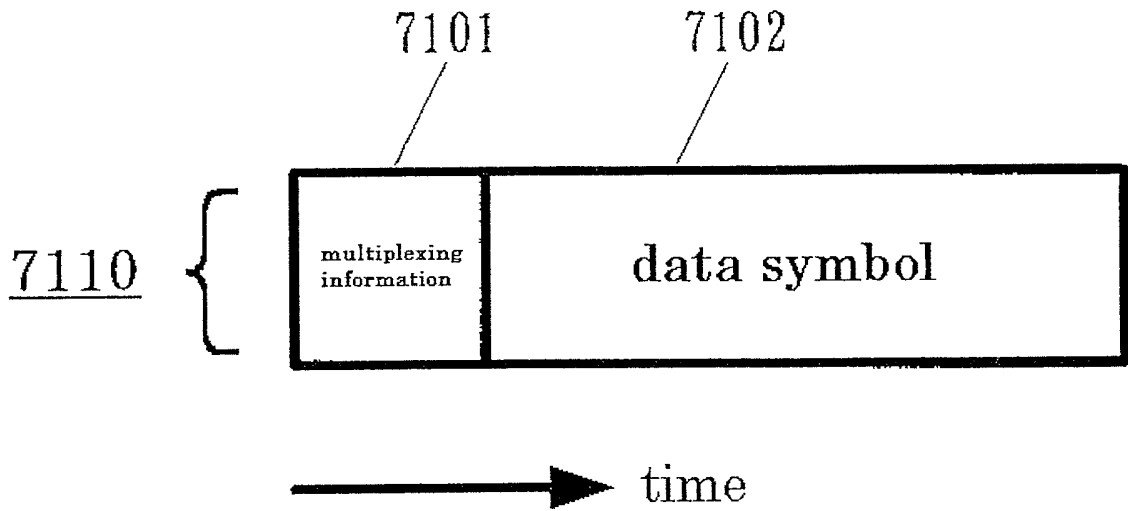 7101
7102
7110
multiplexing
information
data symbol
time